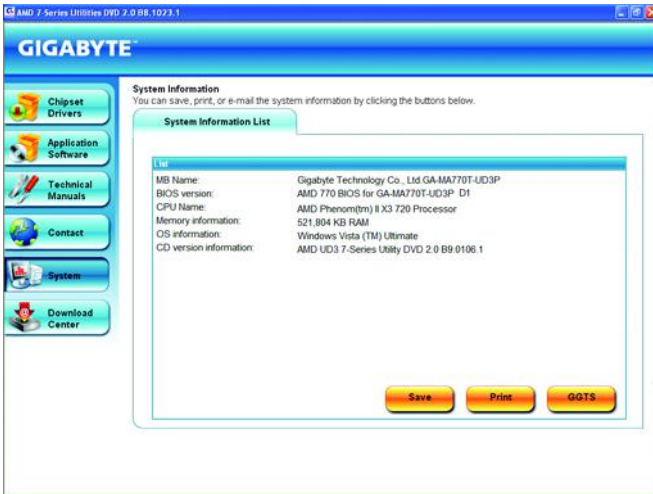 AMD 7-Series Utilities DVD 2.0 B8.1023.1
GIGABYTE™
Chipset
Drivers
Application
Software
Technical
Manuals
Contact
System
Download
Center
System Information
You can save, print, or e-mail the system information by clicking the buttons below.
System Information List
List
MB Name: Gigabyte Technology Co., Ltd.GA-MA770T-UD3P
BIOS version: AMD 770 BIOS for GA-MA770T-UD3P D1
CPU Name: AMD Phenom(tm) II X3 720 Processor
Memory information: 521,804 KB RAM
OS information: Windows Vista (TM) Ultimate
CD version information: AMD UD3 7-Series Utility DVD 2.0 B9.0106.1
Save Print GGTS